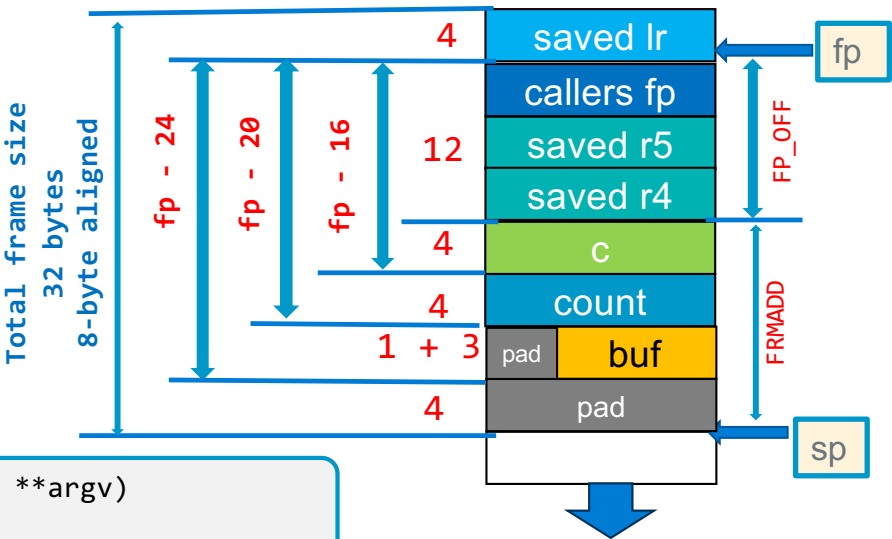 Total frame size
32 bytes
8-byte aligned
fp - 24
fp - 20
fp - 16
4
12
4
4
1 + 3
4
saved lr
callers fp
saved r5
saved r4
c
count
pad
buf
pad
fp
FP_OFF
FRMADD
sp
**argv)